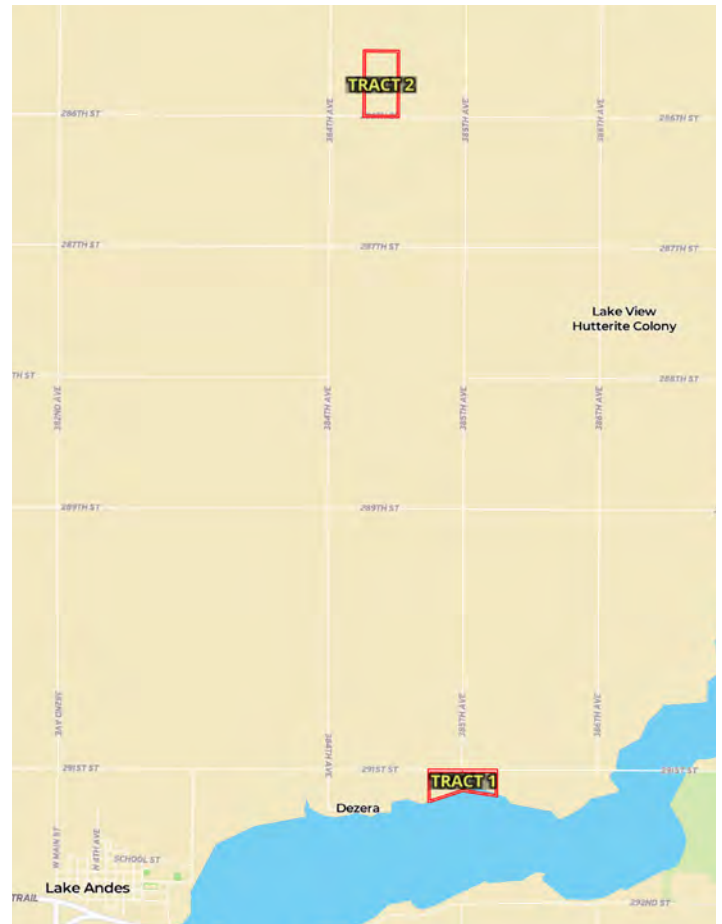 TRACT 2
286TH ST
286TH ST
384TH AVE
385TH AVE
386TH AVE
287TH ST
287TH ST
287TH ST
Lake View
Hutterite Colony
TH ST
288TH ST
382ND AVE
384TH AVE
385TH AVE
386TH AVE
289TH ST
289TH ST
382ND AVE
384TH AVE
385TH AVE
386TH AVE
291ST ST
291ST ST
291ST ST
TRACT 1
Dezera
W MAIN ST
N 4TH AVE
SCHOOL ST
Lake Andes
TRAIL
292ND ST